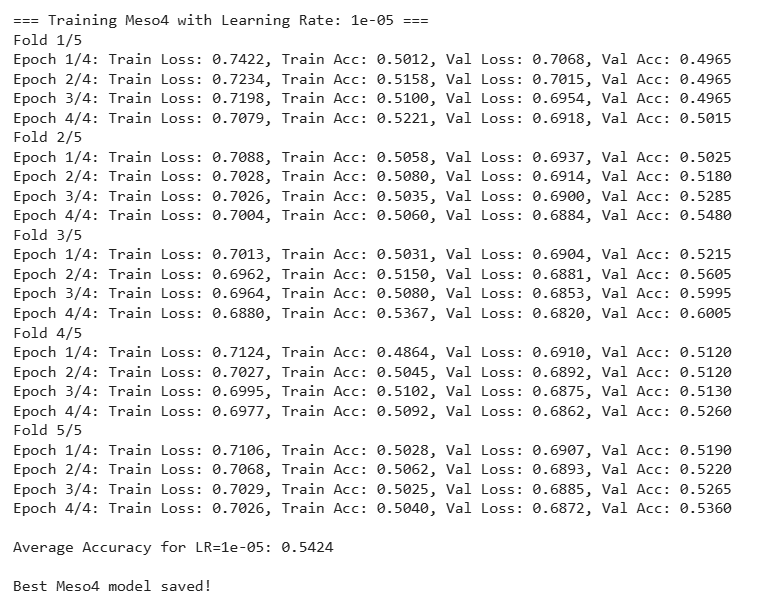 === Training Meso4 with Learning Rate: 1e-05 ===
Fold 1/5
Epoch 1/4: Train Loss: 0.7422, Train Acc: 0.5012, Val Loss: 0.7068, Val Acc: 0.4965
Epoch 2/4: Train Loss: 0.7234, Train Acc: 0.5158, Val Loss: 0.7015, Val Acc: 0.4965
Epoch 3/4: Train Loss: 0.7198, Train Acc: 0.5100, Val Loss: 0.6954, Val Acc: 0.4965
Epoch 4/4: Train Loss: 0.7079, Train Acc: 0.5221, Val Loss: 0.6918, Val Acc: 0.5015
Fold 2/5
Epoch 1/4: Train Loss: 0.7088, Train Acc: 0.5058, Val Loss: 0.6937, Val Acc: 0.5025
Epoch 2/4: Train Loss: 0.7028, Train Acc: 0.5080, Val Loss: 0.6914, Val Acc: 0.5180
Epoch 3/4: Train Loss: 0.7026, Train Acc: 0.5035, Val Loss: 0.6900, Val Acc: 0.5285
Epoch 4/4: Train Loss: 0.7004, Train Acc: 0.5060, Val Loss: 0.6884, Val Acc: 0.5480
Fold 3/5
Epoch 1/4: Train Loss: 0.7013, Train Acc: 0.5031, Val Loss: 0.6904, Val Acc: 0.5215
Epoch 2/4: Train Loss: 0.6962, Train Acc: 0.5150, Val Loss: 0.6881, Val Acc: 0.5605
Epoch 3/4: Train Loss: 0.6964, Train Acc: 0.5080, Val Loss: 0.6853, Val Acc: 0.5995
Epoch 4/4: Train Loss: 0.6880, Train Acc: 0.5367, Val Loss: 0.6820, Val Acc: 0.6005
Fold 4/5
Epoch 1/4: Train Loss: 0.7124, Train Acc: 0.4864, Val Loss: 0.6910, Val Acc: 0.5120
Epoch 2/4: Train Loss: 0.7027, Train Acc: 0.5045, Val Loss: 0.6892, Val Acc: 0.5120
Epoch 3/4: Train Loss: 0.6995, Train Acc: 0.5102, Val Loss: 0.6875, Val Acc: 0.5130
Epoch 4/4: Train Loss: 0.6977, Train Acc: 0.5092, Val Loss: 0.6862, Val Acc: 0.5260
Fold 5/5
Epoch 1/4: Train Loss: 0.7106, Train Acc: 0.5028, Val Loss: 0.6907, Val Acc: 0.5190
Epoch 2/4: Train Loss: 0.7068, Train Acc: 0.5062, Val Loss: 0.6893, Val Acc: 0.5220
Epoch 3/4: Train Loss: 0.7029, Train Acc: 0.5025, Val Loss: 0.6885, Val Acc: 0.5265
Epoch 4/4: Train Loss: 0.7026, Train Acc: 0.5040, Val Loss: 0.6872, Val Acc: 0.5360
Average Accuracy for LR=1e-05: 0.5424
Best Meso4 model saved!